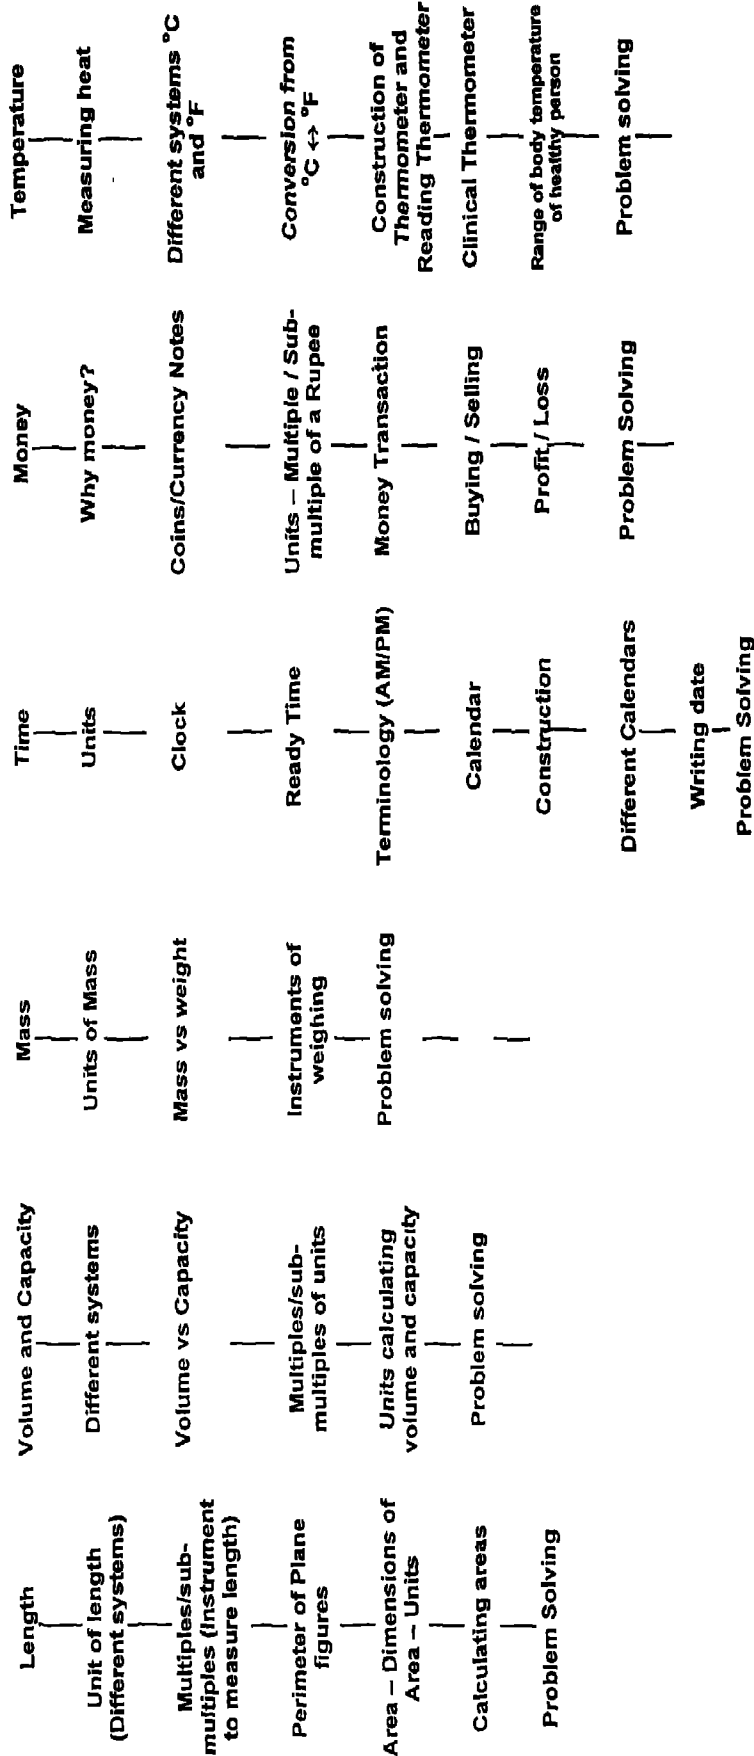 Length
Unit of length
(Different systems)
Multiples/sub-
multiples (Instrument
to measure length)
Perimeter of Plane
figures
Area – Dimensions of
Area – Units
Calculating areas
Problem Solving
Volume and Capacity
Different systems
Volume vs Capacity
Multiples/sub-
multiples of units
Units calculating
volume and capacity
Problem solving
Mass
Units of Mass
Mass vs weight
Instruments of
weighing
Problem solving
Time
Units
Clock
Ready Time
Terminology (AM/PM)
Calendar
Construction
Different Calendars
Writing date
Problem Solving
Money
Why money?
Coins/Currency Notes
Units – Multiple / Sub-
multiple of a Rupee
Money Transaction
Buying / Selling
Profit / Loss
Problem Solving
Temperature
Measuring heat
Different systems °C
and °F
Conversion from
°C ↔ °F
Construction of
Thermometer and
Reading Thermometer
Clinical Thermometer
Range of body temperature
of healthy person
Problem solving